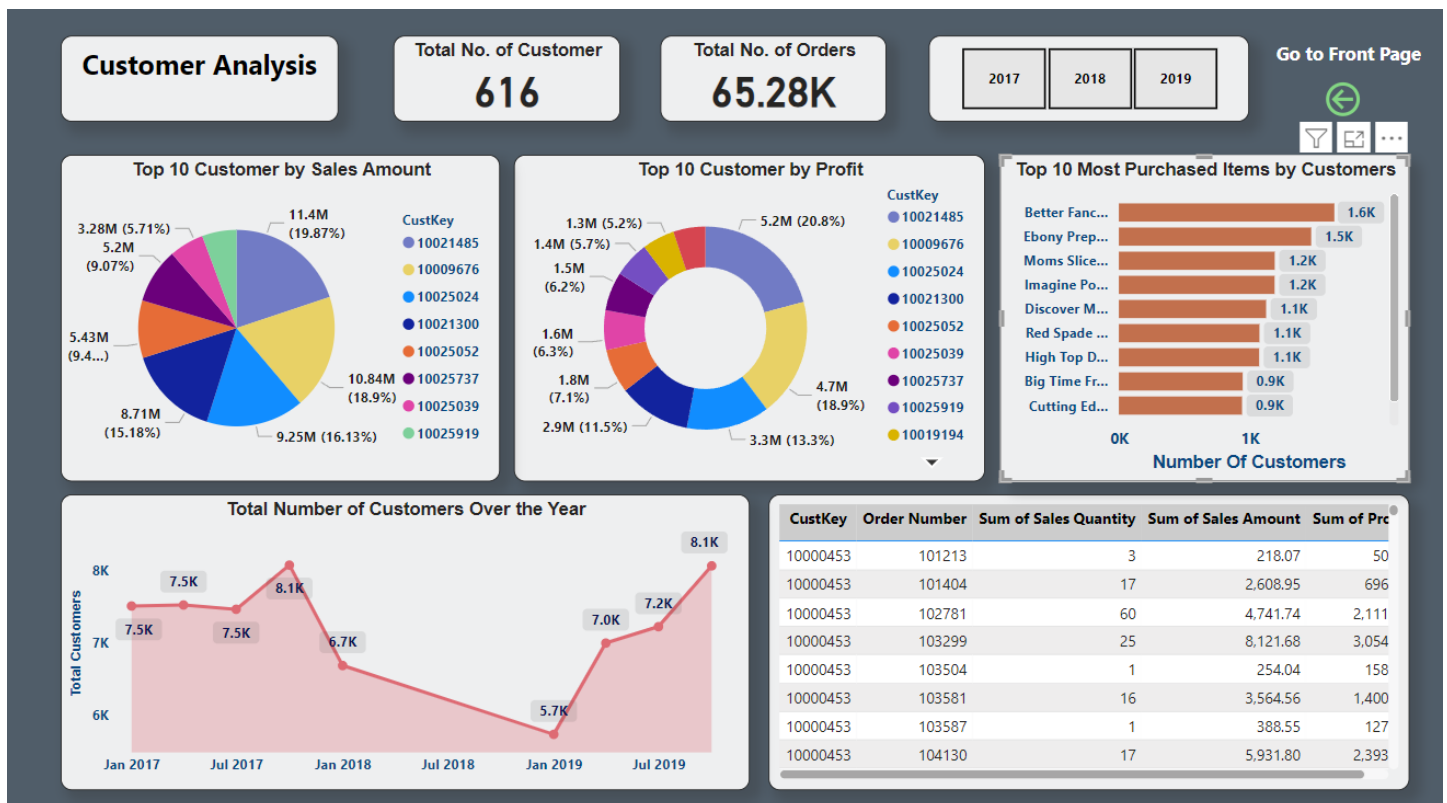 Customer Analysis
Total No. of Customer
616
Total No. of Orders
65.28K
2017
2018
2019
Go to Front Page
Top 10 Customer by Sales Amount
11.4M
(19.87%)
10.84M
(18.9%)
9.25M (16.13%)
8.71M
(15.18%)
5.43M
(9.4...)
5.2M
(9.07%)
3.28M (5.71%)
CustKey
10021485
10009676
10025024
10021300
10025052
10025737
10025039
10025919
Top 10 Customer by Profit
5.2M (20.8%)
4.7M
(18.9%)
3.3M (13.3%)
2.9M (11.5%)
1.8M
(7.1%)
1.6M
(6.3%)
1.5M
(6.2%)
1.4M (5.7%)
1.3M (5.2%)
CustKey
10021485
10009676
10025024
10021300
10025052
10025039
10025737
10025919
10019194
Top 10 Most Purchased Items by Customers
Better Fanc... 1.6K
Ebony Prep... 1.5K
Moms Slice... 1.2K
Imagine Po... 1.2K
Discover M... 1.1K
Red Spade ... 1.1K
High Top D... 1.1K
Big Time Fr... 0.9K
Cutting Ed... 0.9K
0K 1K
Number Of Customers
Total Number of Customers Over the Year
Total Customers
8K
7K
6K
7.5K
7.5K
7.5K
8.1K
6.7K
5.7K
7.0K
7.2K
8.1K
Jan 2017 Jul 2017 Jan 2018 Jul 2018 Jan 2019 Jul 2019
CustKey Order Number Sum of Sales Quantity Sum of Sales Amount Sum of Pro
10000453 101213 3 218.07 50
10000453 101404 17 2,608.95 696
10000453 102781 60 4,741.74 2,111
10000453 103299 25 8,121.68 3,054
10000453 103504 1 254.04 158
10000453 103581 16 3,564.56 1,400
10000453 103587 1 388.55 127
10000453 104130 17 5,931.80 2,393